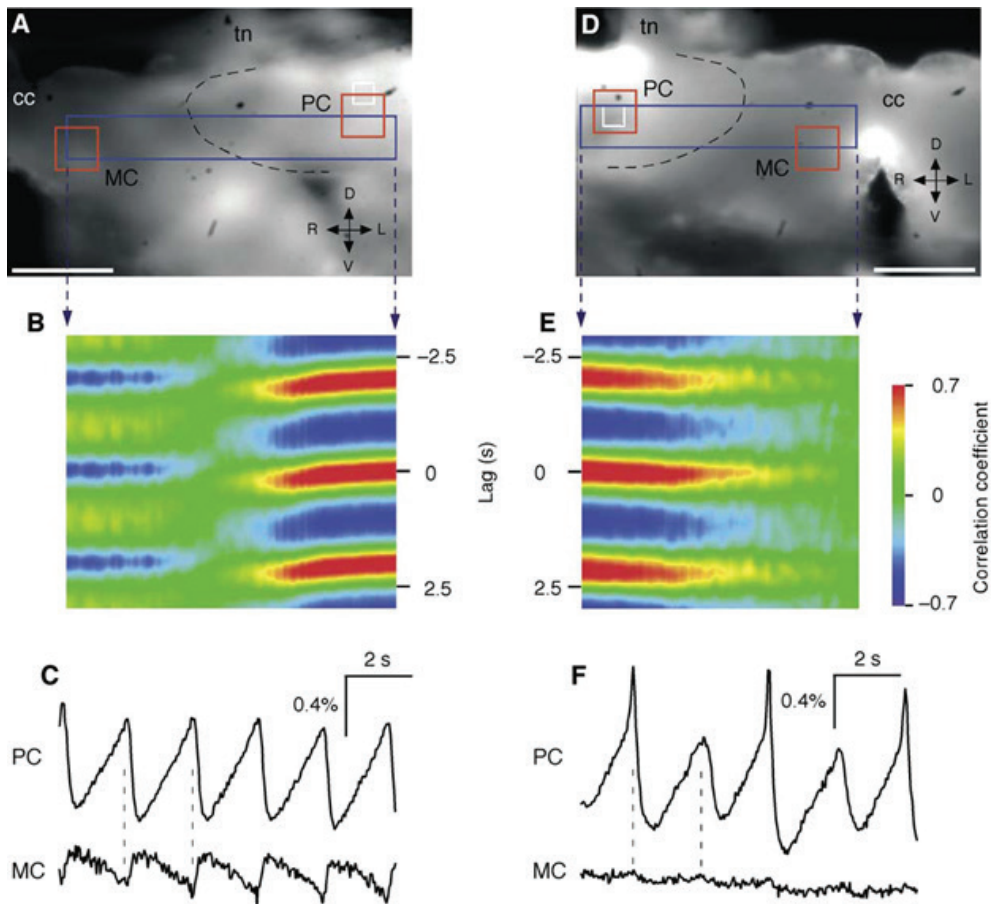 A
tn
cc
PC
MC
D
R L
V
D
tn
PC
cc
MC
D
R L
V
B
−2.5
0
2.5
Lag (s)
E
−2.5
0
2.5
0.7
0
−0.7
Correlation coefficient
C
2 s
0.4%
PC
MC
F
2 s
0.4%
PC
MC